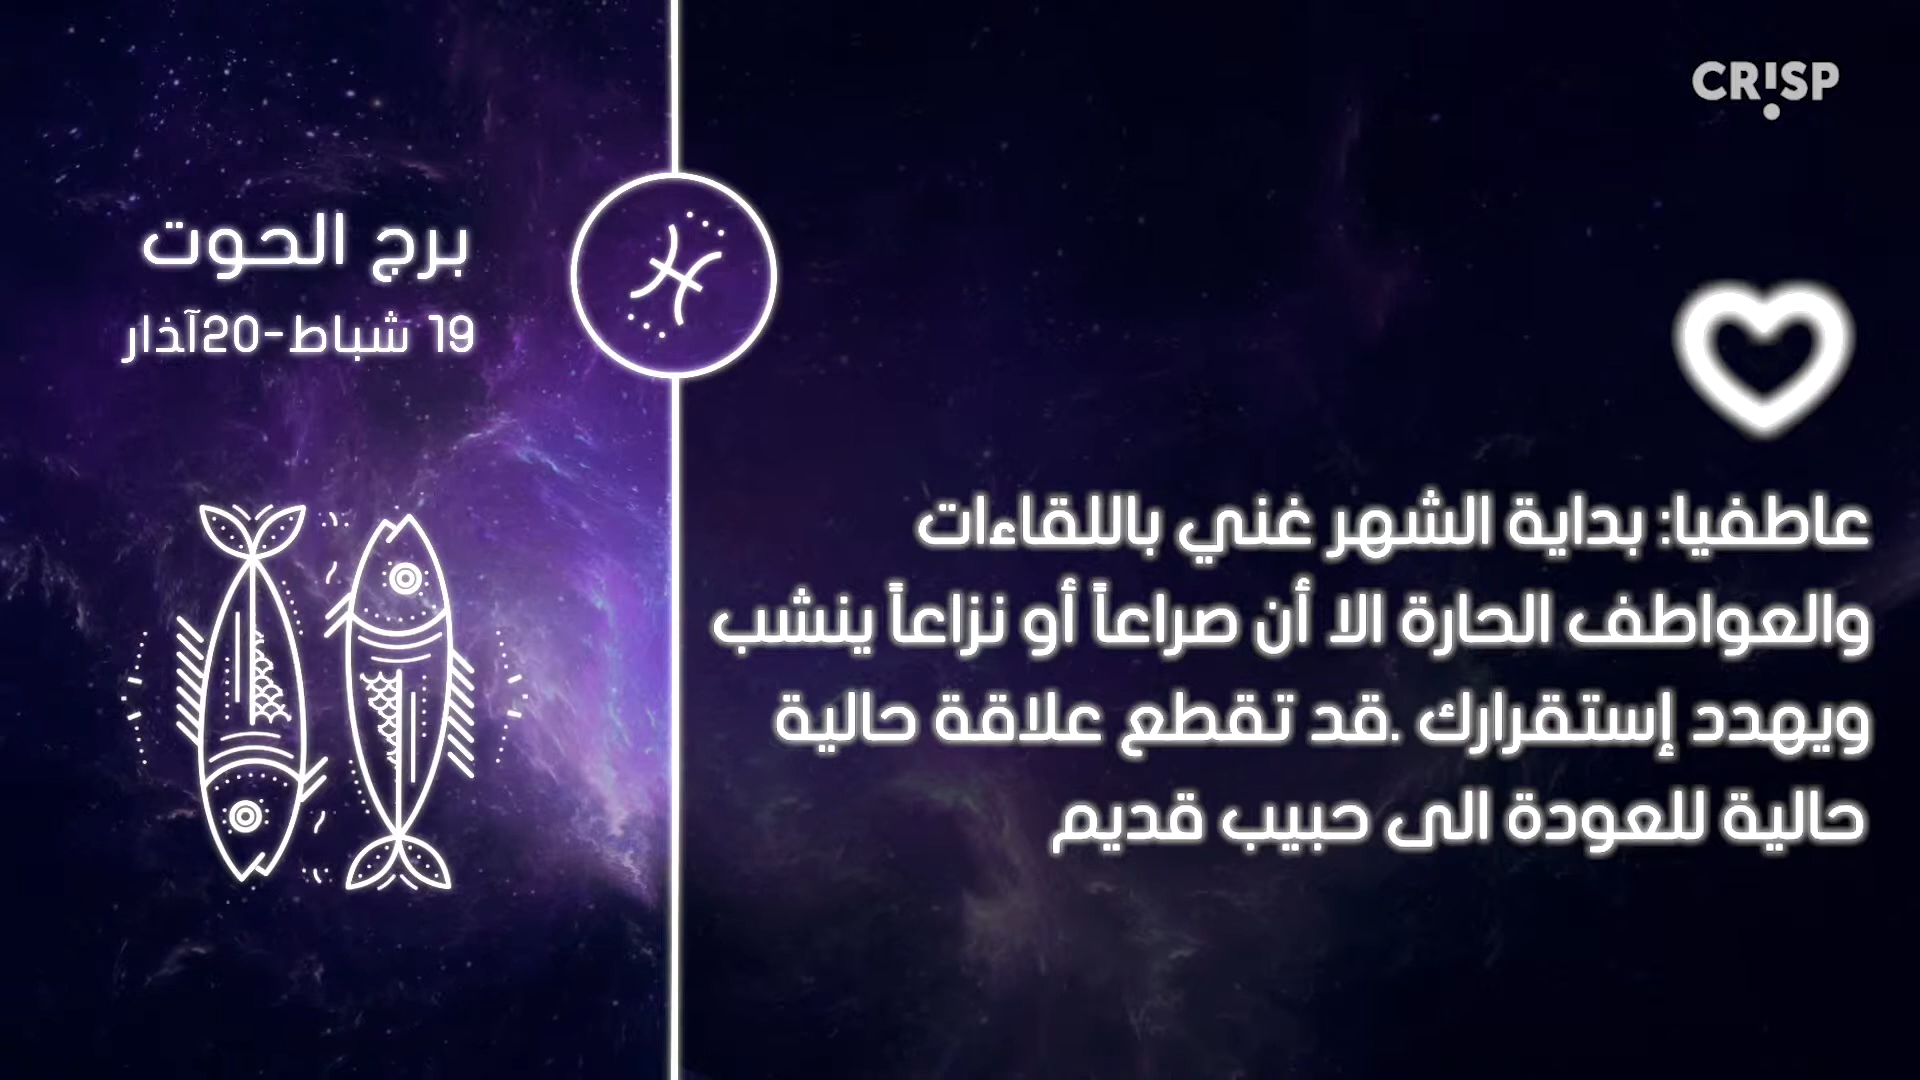 CRISP
برج الحوت
19 شباط-20آذار
عاطفيا: بداية الشهر غني باللقاءات
والعواطف الحارة الا أن صراعاً أو نزاعاً ينشب
ويهدد إستقرارك .قد تقطع علاقة حالية
حالية للعودة الى حبيب قديم